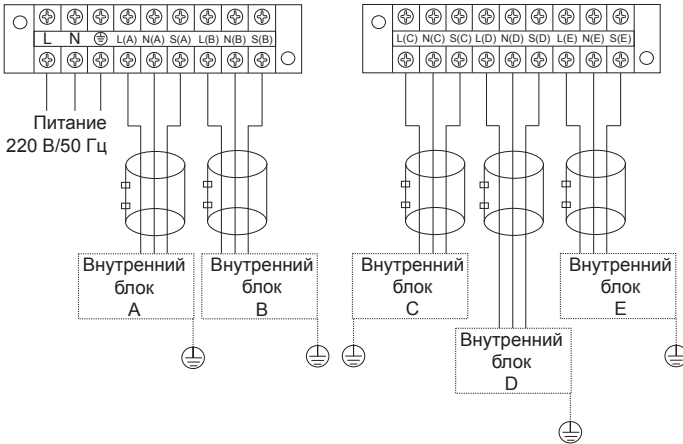 L N L(A) N(A) S(A) L(B) N(B) S(B)
L(C) N(C) S(C) L(D) N(D) S(D) L(E) N(E) S(E)
Питание
220 В/50 Гц
Внутренний
блок
A
Внутренний
блок
B
Внутренний
блок
C
Внутренний
блок
D
Внутренний
блок
E